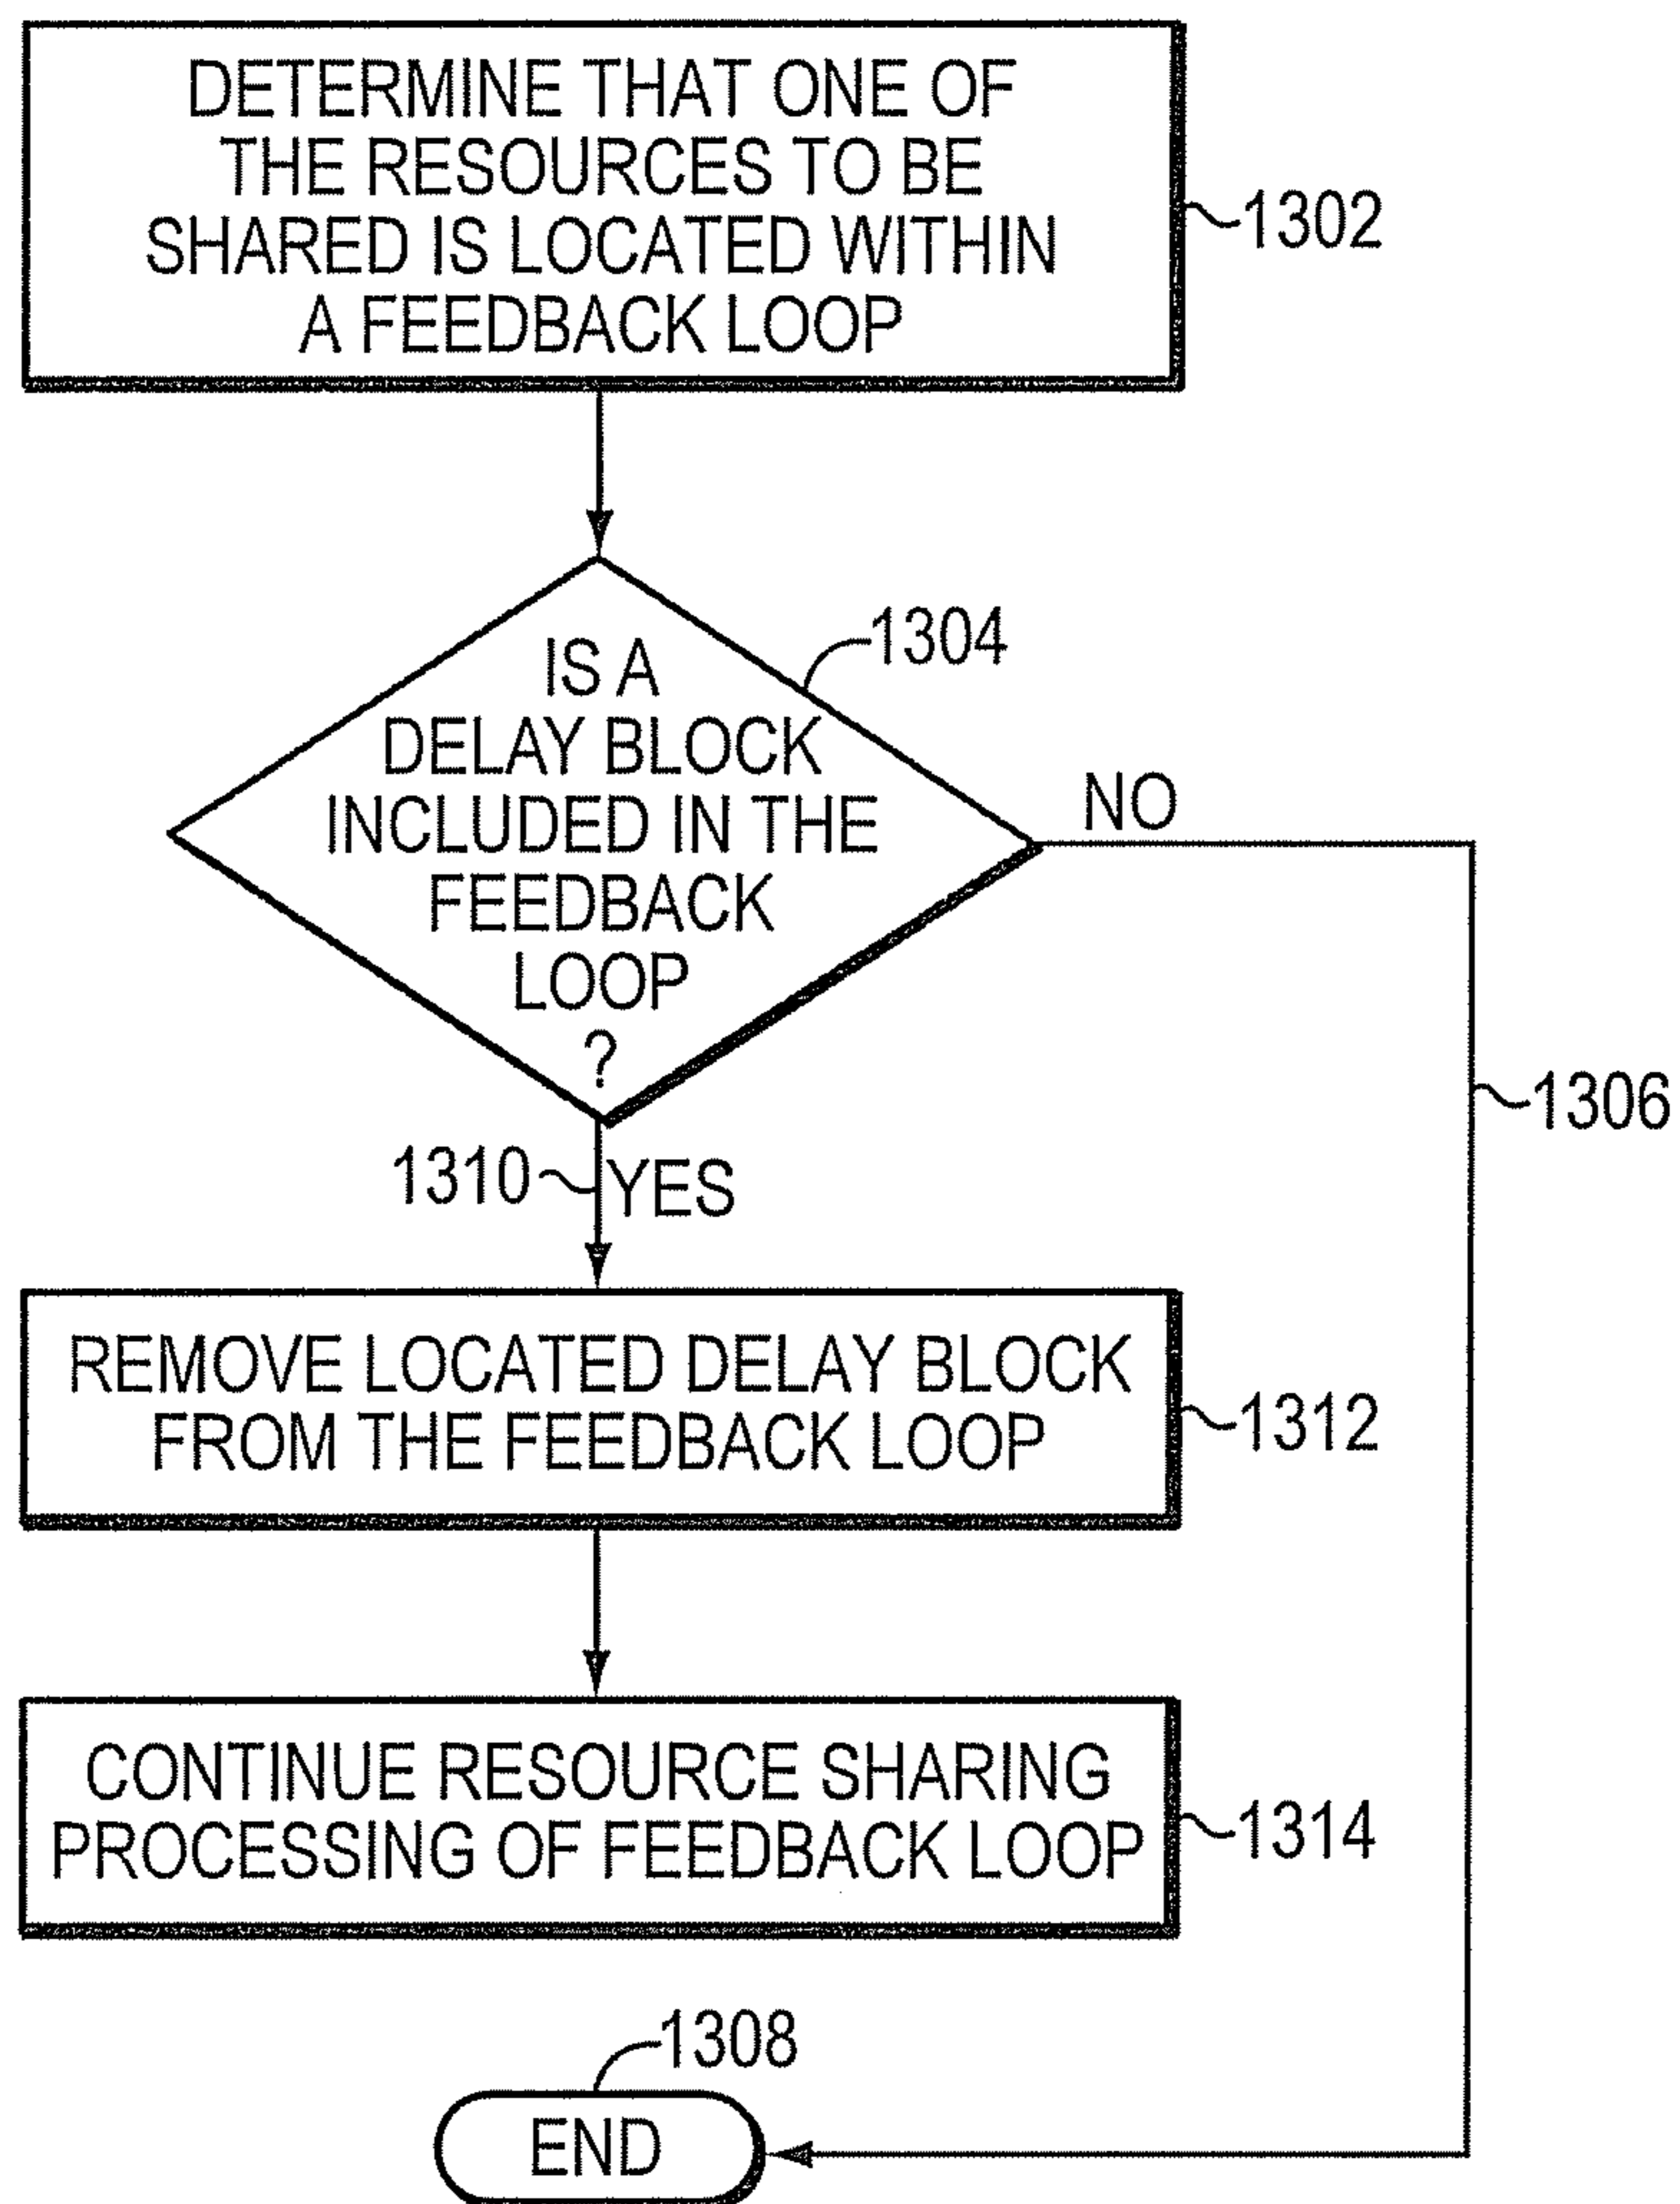 DETERMINE THAT ONE OF
THE RESOURCES TO BE
SHARED IS LOCATED WITHIN
A FEEDBACK LOOP
1302
IS A
DELAY BLOCK
INCLUDED IN THE
FEEDBACK
LOOP
?
1304
NO
1306
1310
YES
REMOVE LOCATED DELAY BLOCK
FROM THE FEEDBACK LOOP
1312
CONTINUE RESOURCE SHARING
PROCESSING OF FEEDBACK LOOP
1314
1308
END